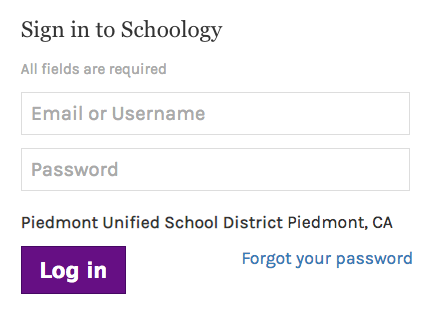 Sign in to Schoology
All fields are required
Email or Username
Password
Piedmont Unified School District Piedmont, CA
Log in
Forgot your password